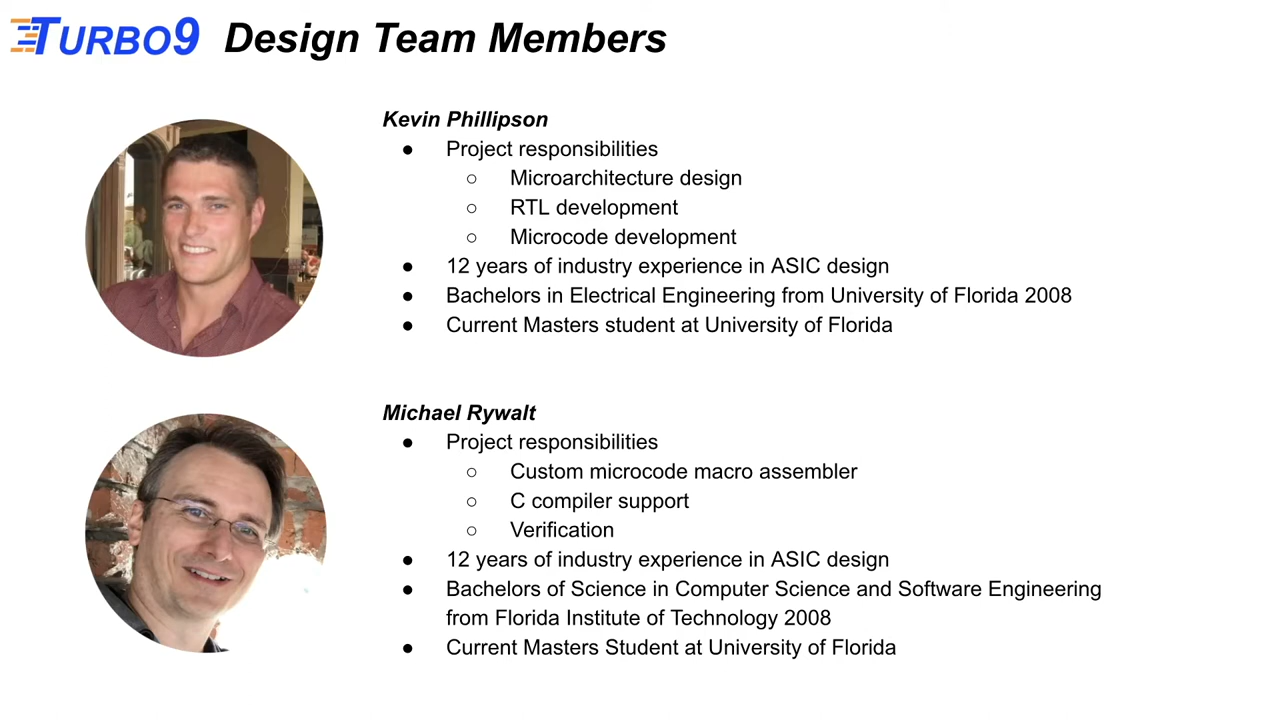 TURBO9 Design Team Members
Kevin Phillipson
● Project responsibilities
○ Microarchitecture design
○ RTL development
○ Microcode development
● 12 years of industry experience in ASIC design
● Bachelors in Electrical Engineering from University of Florida 2008
● Current Masters student at University of Florida
Michael Rywalt
● Project responsibilities
○ Custom microcode macro assembler
○ C compiler support
○ Verification
● 12 years of industry experience in ASIC design
● Bachelors of Science in Computer Science and Software Engineering
from Florida Institute of Technology 2008
● Current Masters Student at University of Florida